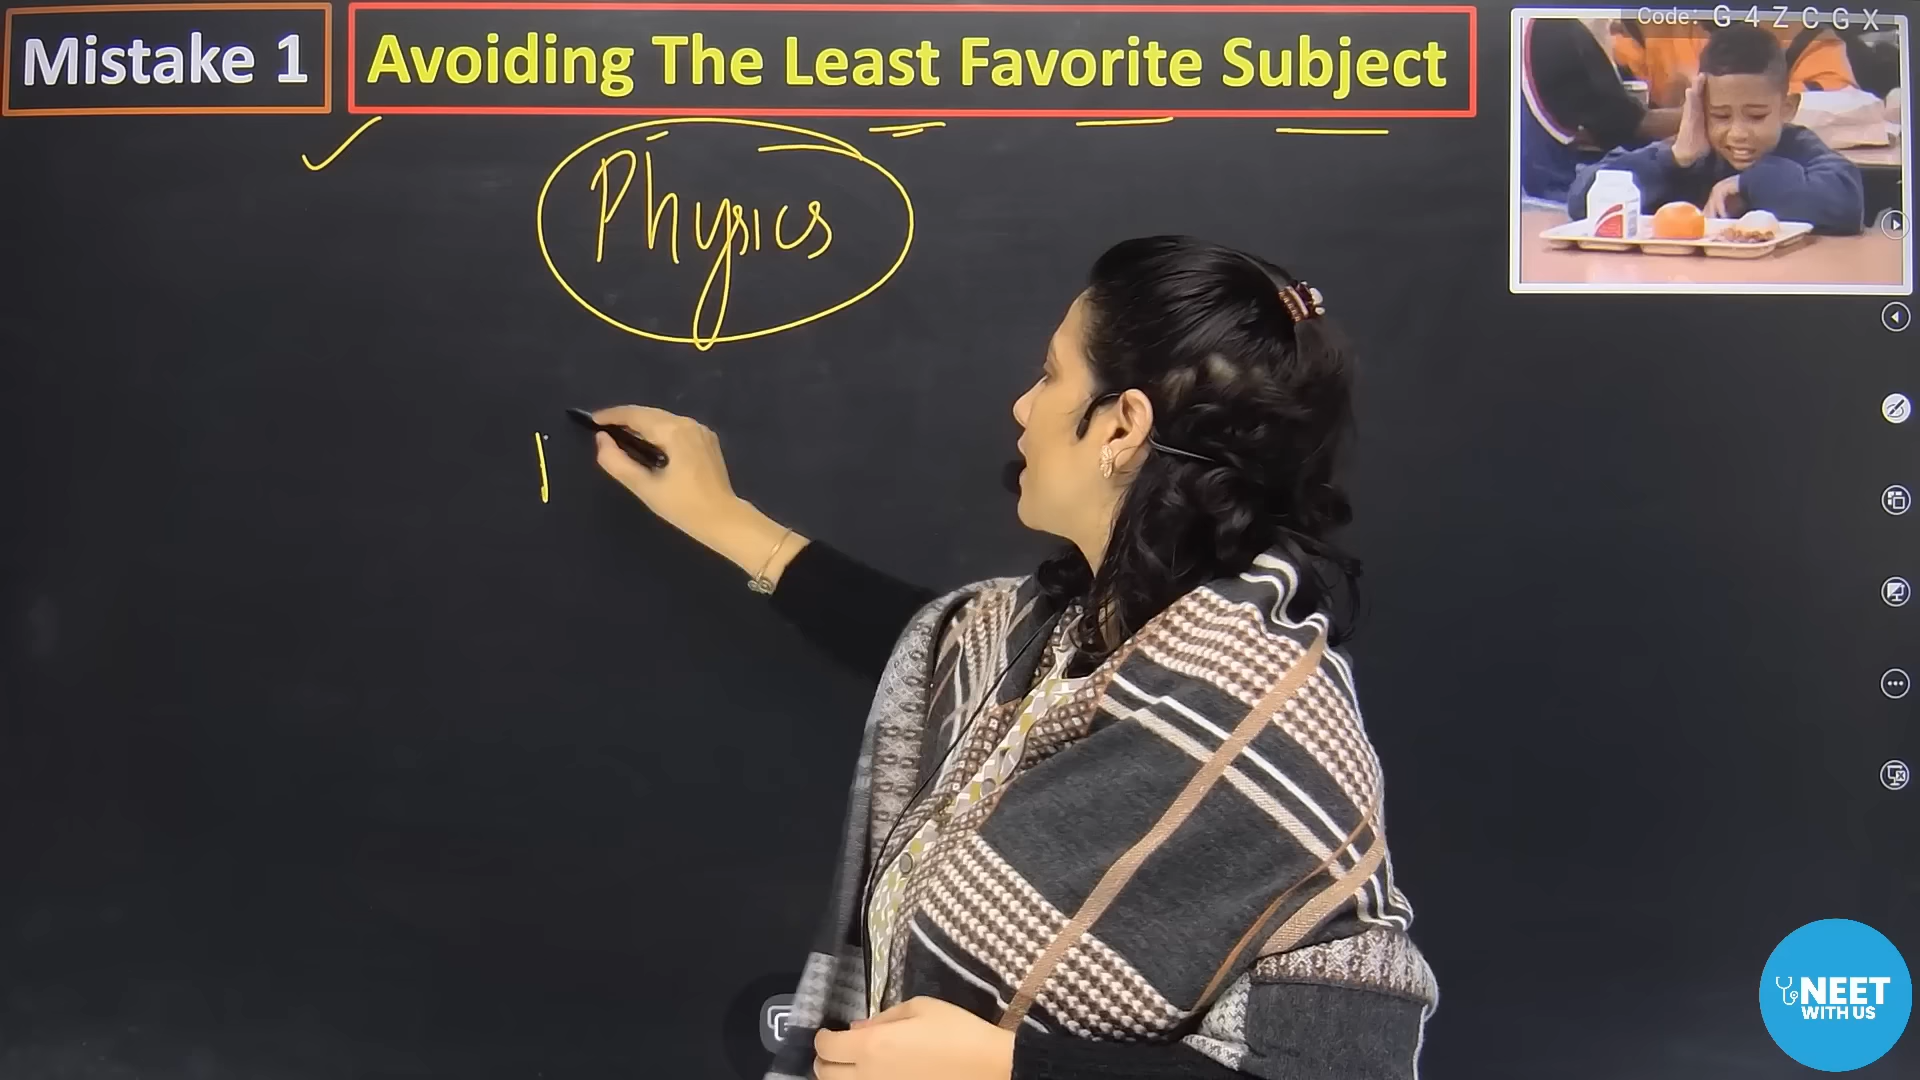 Mistake 1
Avoiding The Least Favorite Subject
Code: G 4 Z C G X
Physics
NEET
WITH US